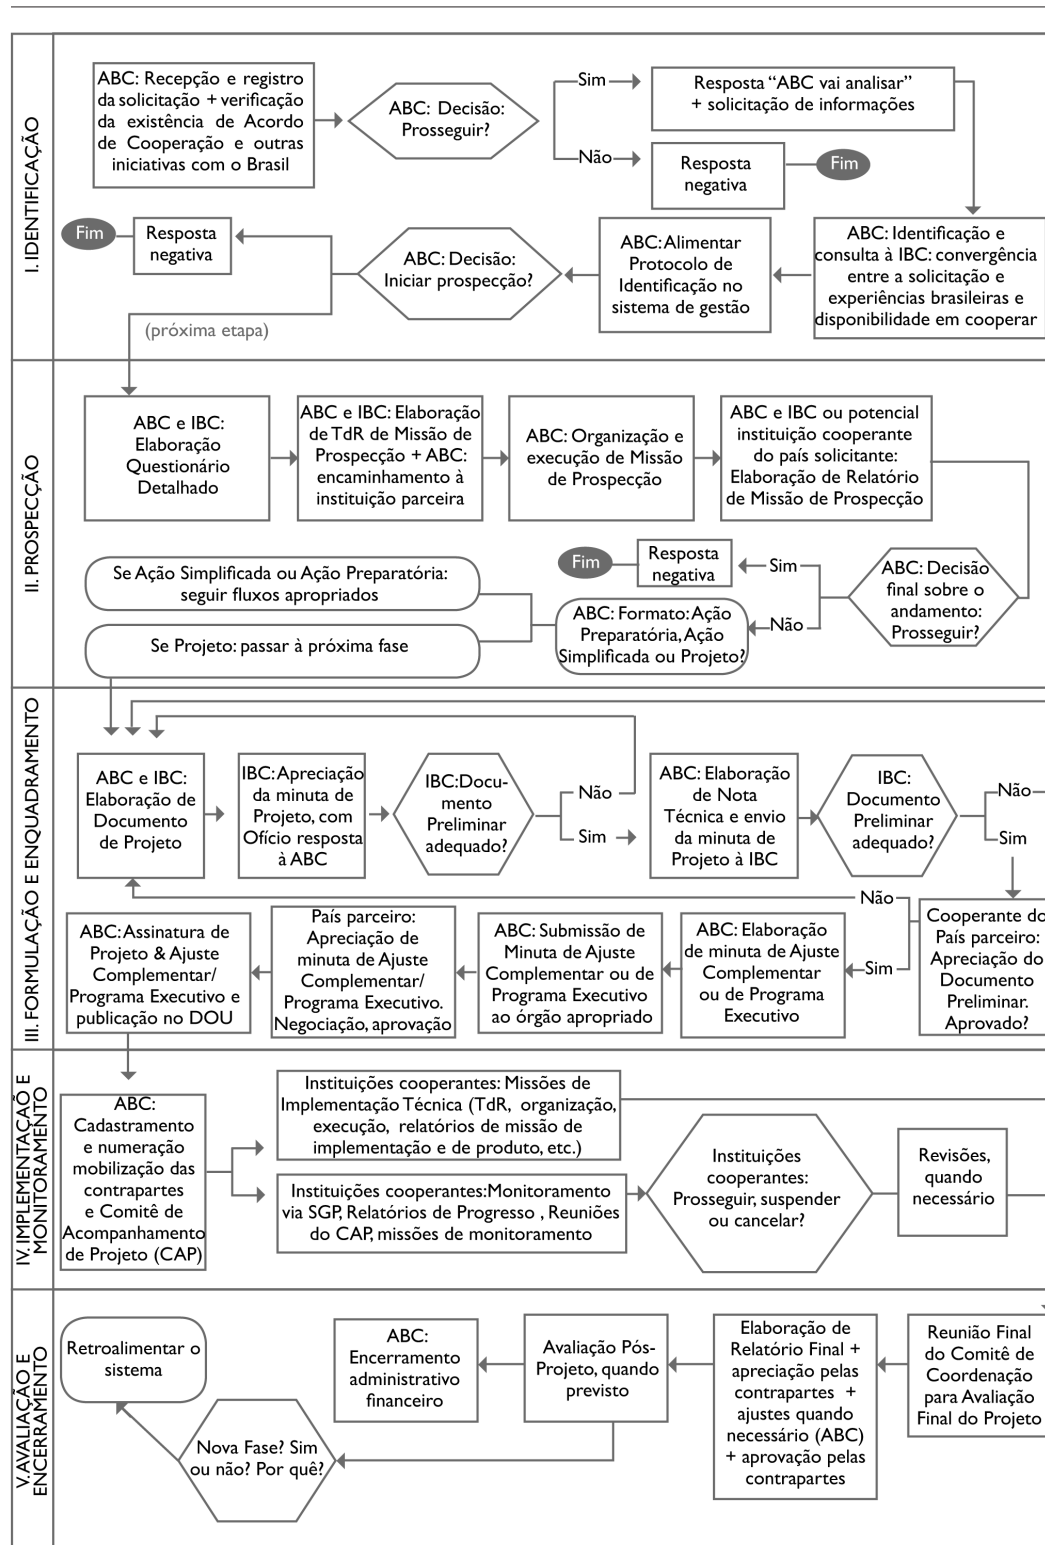 I. IDENTIFICAÇÃO
ABC: Recepção e registro
da solicitação + verificação
da existência de Acordo
de Cooperação e outras
iniciativas com o Brasil
ABC: Decisão:
Prosseguir?
Sim
Não
Resposta “ABC vai analisar”
+ solicitação de informações
Resposta
negativa
Fim
Fim
Resposta
negativa
ABC: Decisão:
Iniciar prospecção?
ABC: Alimentar
Protocolo de
Identificação no
sistema de gestão
ABC: Identificação e
consulta à IBC: convergência
entre a solicitação e
experiências brasileiras e
disponibilidade em cooperar
(próxima etapa)
II. PROSPECÇÃO
ABC e IBC:
Elaboração
Questionário
Detalhado
ABC e IBC: Elaboração
de TdR de Missão de
Prospecção + ABC:
encaminhamento à
instituição parceira
ABC: Organização e
execução de Missão
de Prospecção
ABC e IBC ou potencial
instituição cooperante
do país solicitante:
Elaboração de Relatório
de Missão de Prospecção
Se Ação Simplificada ou Ação Preparatória:
seguir fluxos apropriados
Se Projeto: passar à próxima fase
Fim
Resposta
negativa
Sim
Não
ABC: Formato: Ação
Preparatória, Ação
Simplificada ou Projeto?
ABC: Decisão
final sobre o
andamento:
Prosseguir?
III. FORMULAÇÃO E ENQUADRAMENTO
ABC e IBC:
Elaboração de
Documento
de Projeto
IBC: Apreciação
da minuta de
Projeto, com
Ofício resposta
à ABC
IBC: Docu-
mento
Preliminar
adequado?
Não
Sim
ABC: Elaboração
de Nota
Técnica e envio
da minuta de
Projeto à IBC
IBC:
Documento
Preliminar
adequado?
Não
Sim
Não
Sim
ABC: Assinatura de
Projeto & Ajuste
Complementar/
Programa Executivo e
publicação no DOU
País parceiro:
Apreciação de
minuta de Ajuste
Complementar/
Programa Executivo.
Negociação, aprovação
ABC: Submissão de
Minuta de Ajuste
Complementar ou de
Programa Executivo
ao órgão apropriado
ABC: Elaboração
de minuta de Ajuste
Complementar
ou de Programa
Executivo
Cooperante do
País parceiro:
Apreciação do
Documento
Preliminar.
Aprovado?
IV. IMPLEMENTAÇÃO E
MONITORAMENTO
ABC:
Cadastramento
e numeração
mobilização das
contrapartes
e Comitê de
Acompanhamento
de Projeto (CAP)
Instituições cooperantes: Missões de
Implementação Técnica (TdR, organização,
execução, relatórios de missão de
implementação e de produto, etc.)
Instituições cooperantes: Monitoramento
via SGP, Relatórios de Progresso , Reuniões
do CAP, missões de monitoramento
Instituições
cooperantes:
Prosseguir, suspender
ou cancelar?
Revisões,
quando
necessário
V. AVALIAÇÃO E
ENCERRAMENTO
Retroalimentar o
sistema
Nova Fase? Sim
ou não? Por quê?
ABC:
Encerramento
administrativo
financeiro
Avaliação Pós-
Projeto, quando
previsto
Elaboração de
Relatório Final +
apreciação pelas
contrapartes +
ajustes quando
necessário (ABC)
+ aprovação pelas
contrapartes
Reunião Final
do Comitê de
Coordenação
para Avaliação
Final do Projeto